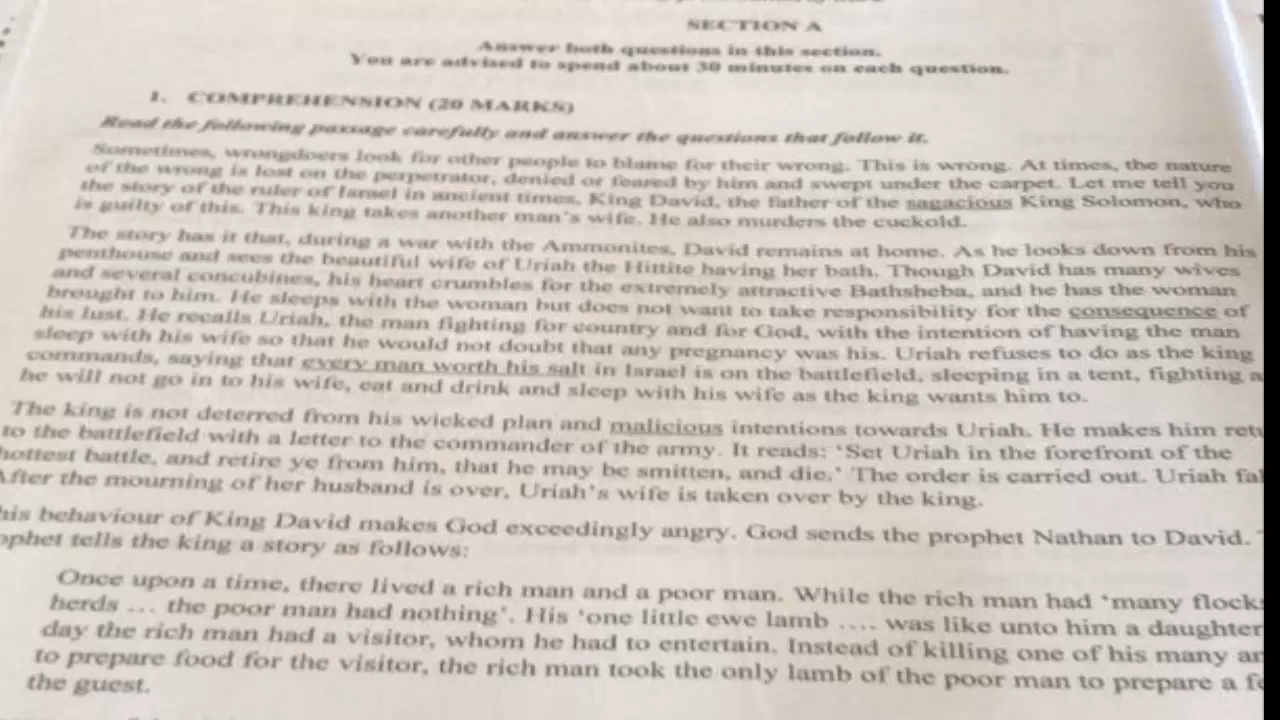 SECTION A
Answer both questions in this section.
You are advised to spend about 30 minutes on each question.
1. COMPREHENSION (20 MARKS)
Read the following passage carefully and answer the questions that follow it.
Sometimes, wrongdoers look for other people to blame for their wrong. This is wrong. At times, the nature
of the wrong is lost on the perpetrator, denied or feared by him and swept under the carpet. Let me tell you
the story of the ruler of Israel in ancient times, King David, the father of the sagacious King Solomon, who
is guilty of this. This king takes another man's wife. He also murders the cuckold.
The story has it that, during a war with the Ammonites, David remains at home. As he looks down from his
penthouse and sees the beautiful wife of Uriah the Hittite having her bath. Though David has many wives
and several concubines, his heart crumbles for the extremely attractive Bathsheba, and he has the woman
brought to him. He sleeps with the woman but does not want to take responsibility for the consequence of
his lust. He recalls Uriah, the man fighting for country and for God, with the intention of having the man
sleep with his wife so that he would not doubt that any pregnancy was his. Uriah refuses to do as the king
commands, saying that every man worth his salt in Israel is on the battlefield, sleeping in a tent, fighting
he will not go in to his wife, eat and drink and sleep with his wife as the king wants him to.
The king is not deterred from his wicked plan and malicious intentions towards Uriah. He makes him
to the battlefield with a letter to the commander of the army. It reads: 'Set Uriah in the forefront of the
hottest battle, and retire ye from him, that he may be smitten, and die.' The order is carried out. Uriah
After the mourning of her husband is over, Uriah's wife is taken over by the king.
his behaviour of King David makes God exceedingly angry. God sends the prophet Nathan to David.
ophet tells the king a story as follows:
Once upon a time, there lived a rich man and a poor man. While the rich man had 'many flocks
herds ... the poor man had nothing'. His 'one little ewe lamb .... was like unto him a daughter
day the rich man had a visitor, whom he had to entertain. Instead of killing one of his many
to prepare food for the visitor, the rich man took the only lamb of the poor man to prepare a
the guest.